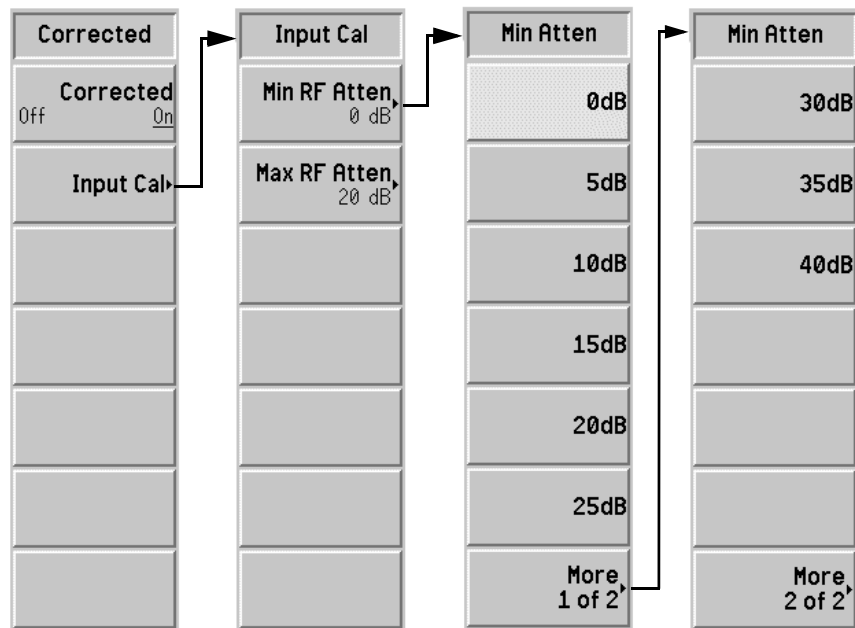 Corrected
Corrected
Off On
Input Cal
Input Cal
Min RF Atten
0 dB
Max RF Atten
20 dB
Min Atten
0dB
5dB
10dB
15dB
20dB
25dB
More
1 of 2
Min Atten
30dB
35dB
40dB
More
2 of 2